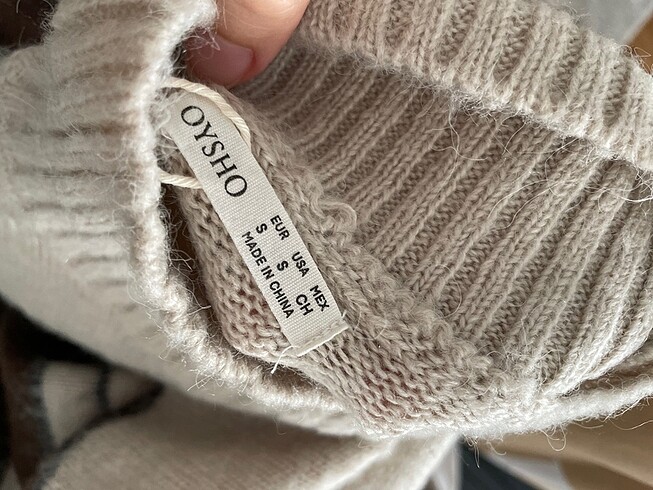 OYSHO
EUR USA MEX
S S CH
MADE IN CHINA